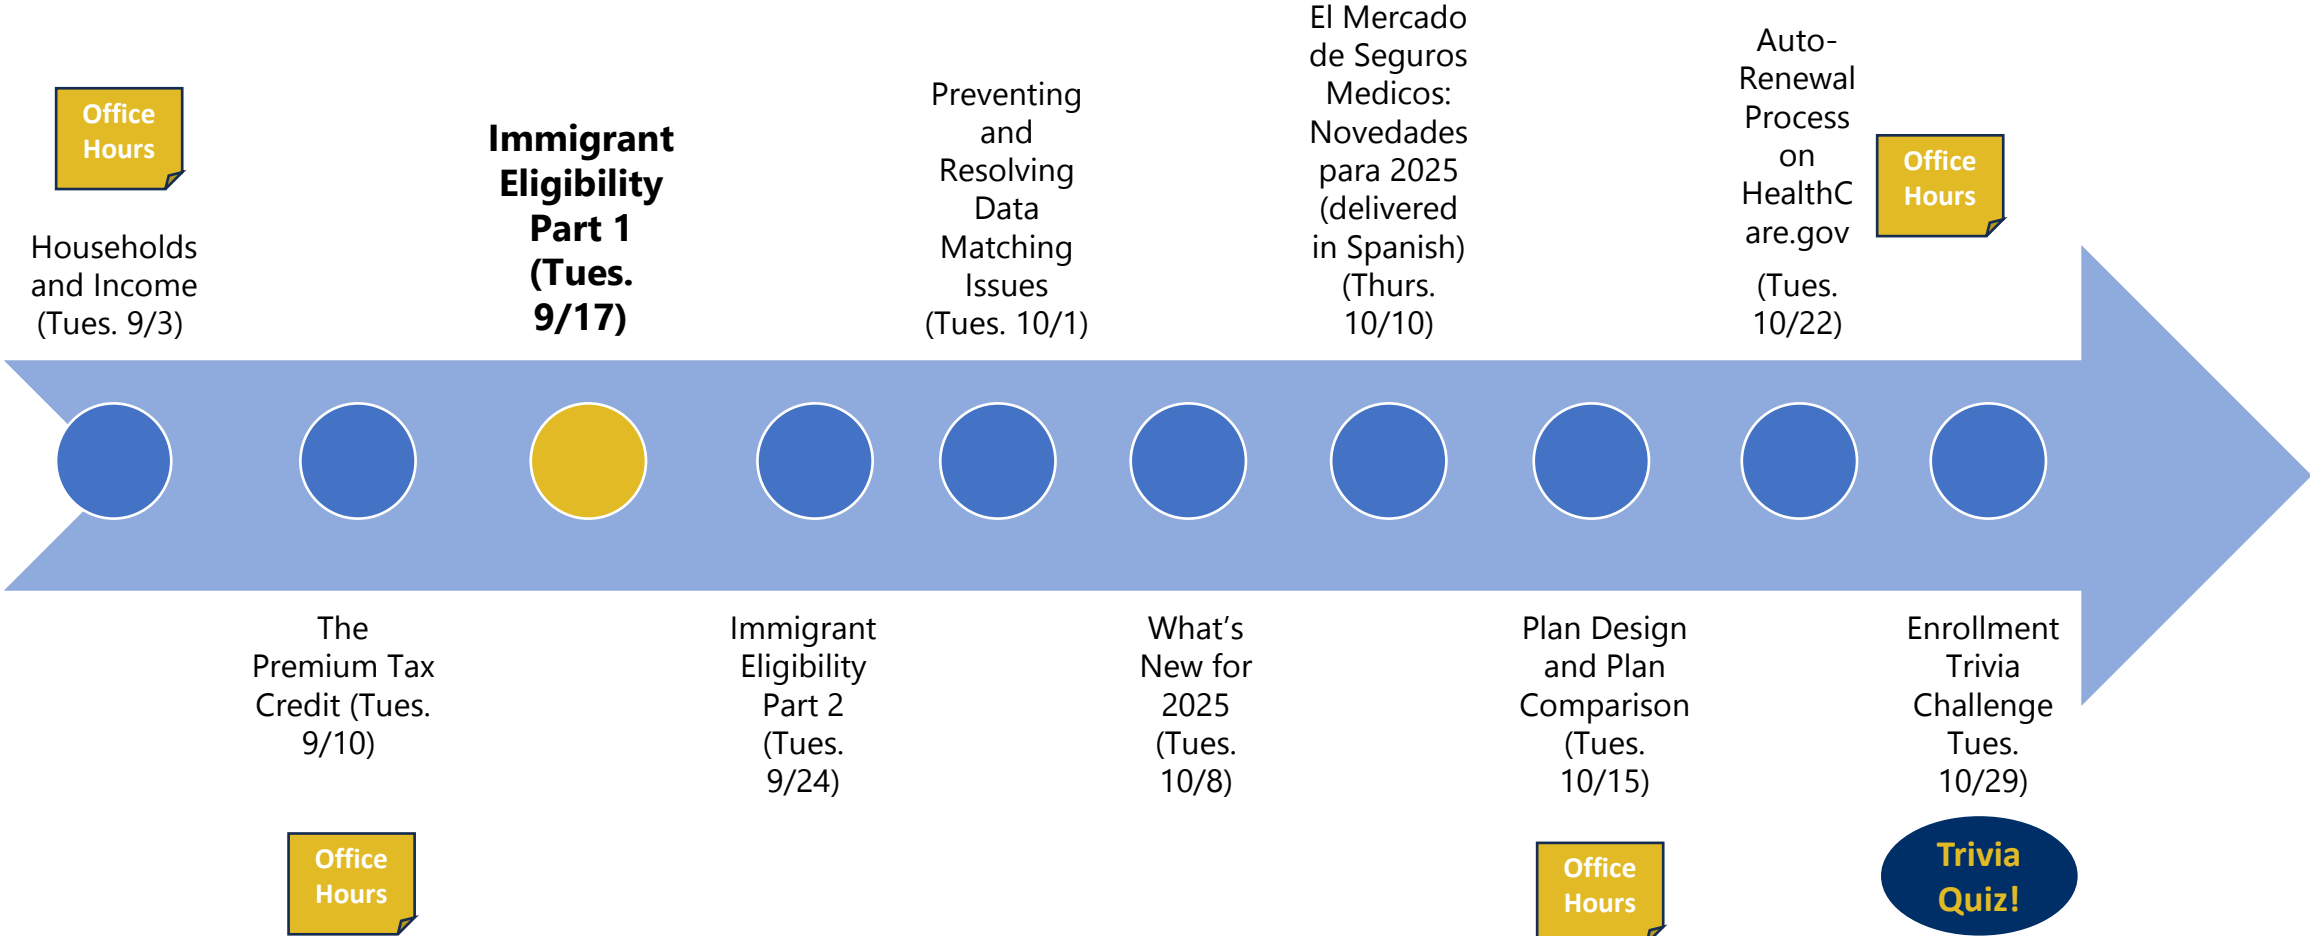 Office
Hours
Households
and Income
(Tues. 9/3)
Immigrant
Eligibility
Part 1
(Tues.
9/17)
Preventing
and
Resolving
Data
Matching
Issues
(Tues. 10/1)
El Mercado
de Seguros
Medicos:
Novedades
para 2025
(delivered
in Spanish)
(Thurs.
10/10)
Auto-
Renewal
Process
on
HealthC
are.gov
(Tues.
10/22)
Office
Hours
The
Premium Tax
Credit (Tues.
9/10)
Office
Hours
Immigrant
Eligibility
Part 2
(Tues.
9/24)
What’s
New for
2025
(Tues.
10/8)
Plan Design
and Plan
Comparison
(Tues.
10/15)
Office
Hours
Enrollment
Trivia
Challenge
Tues.
10/29)
Trivia
Quiz!